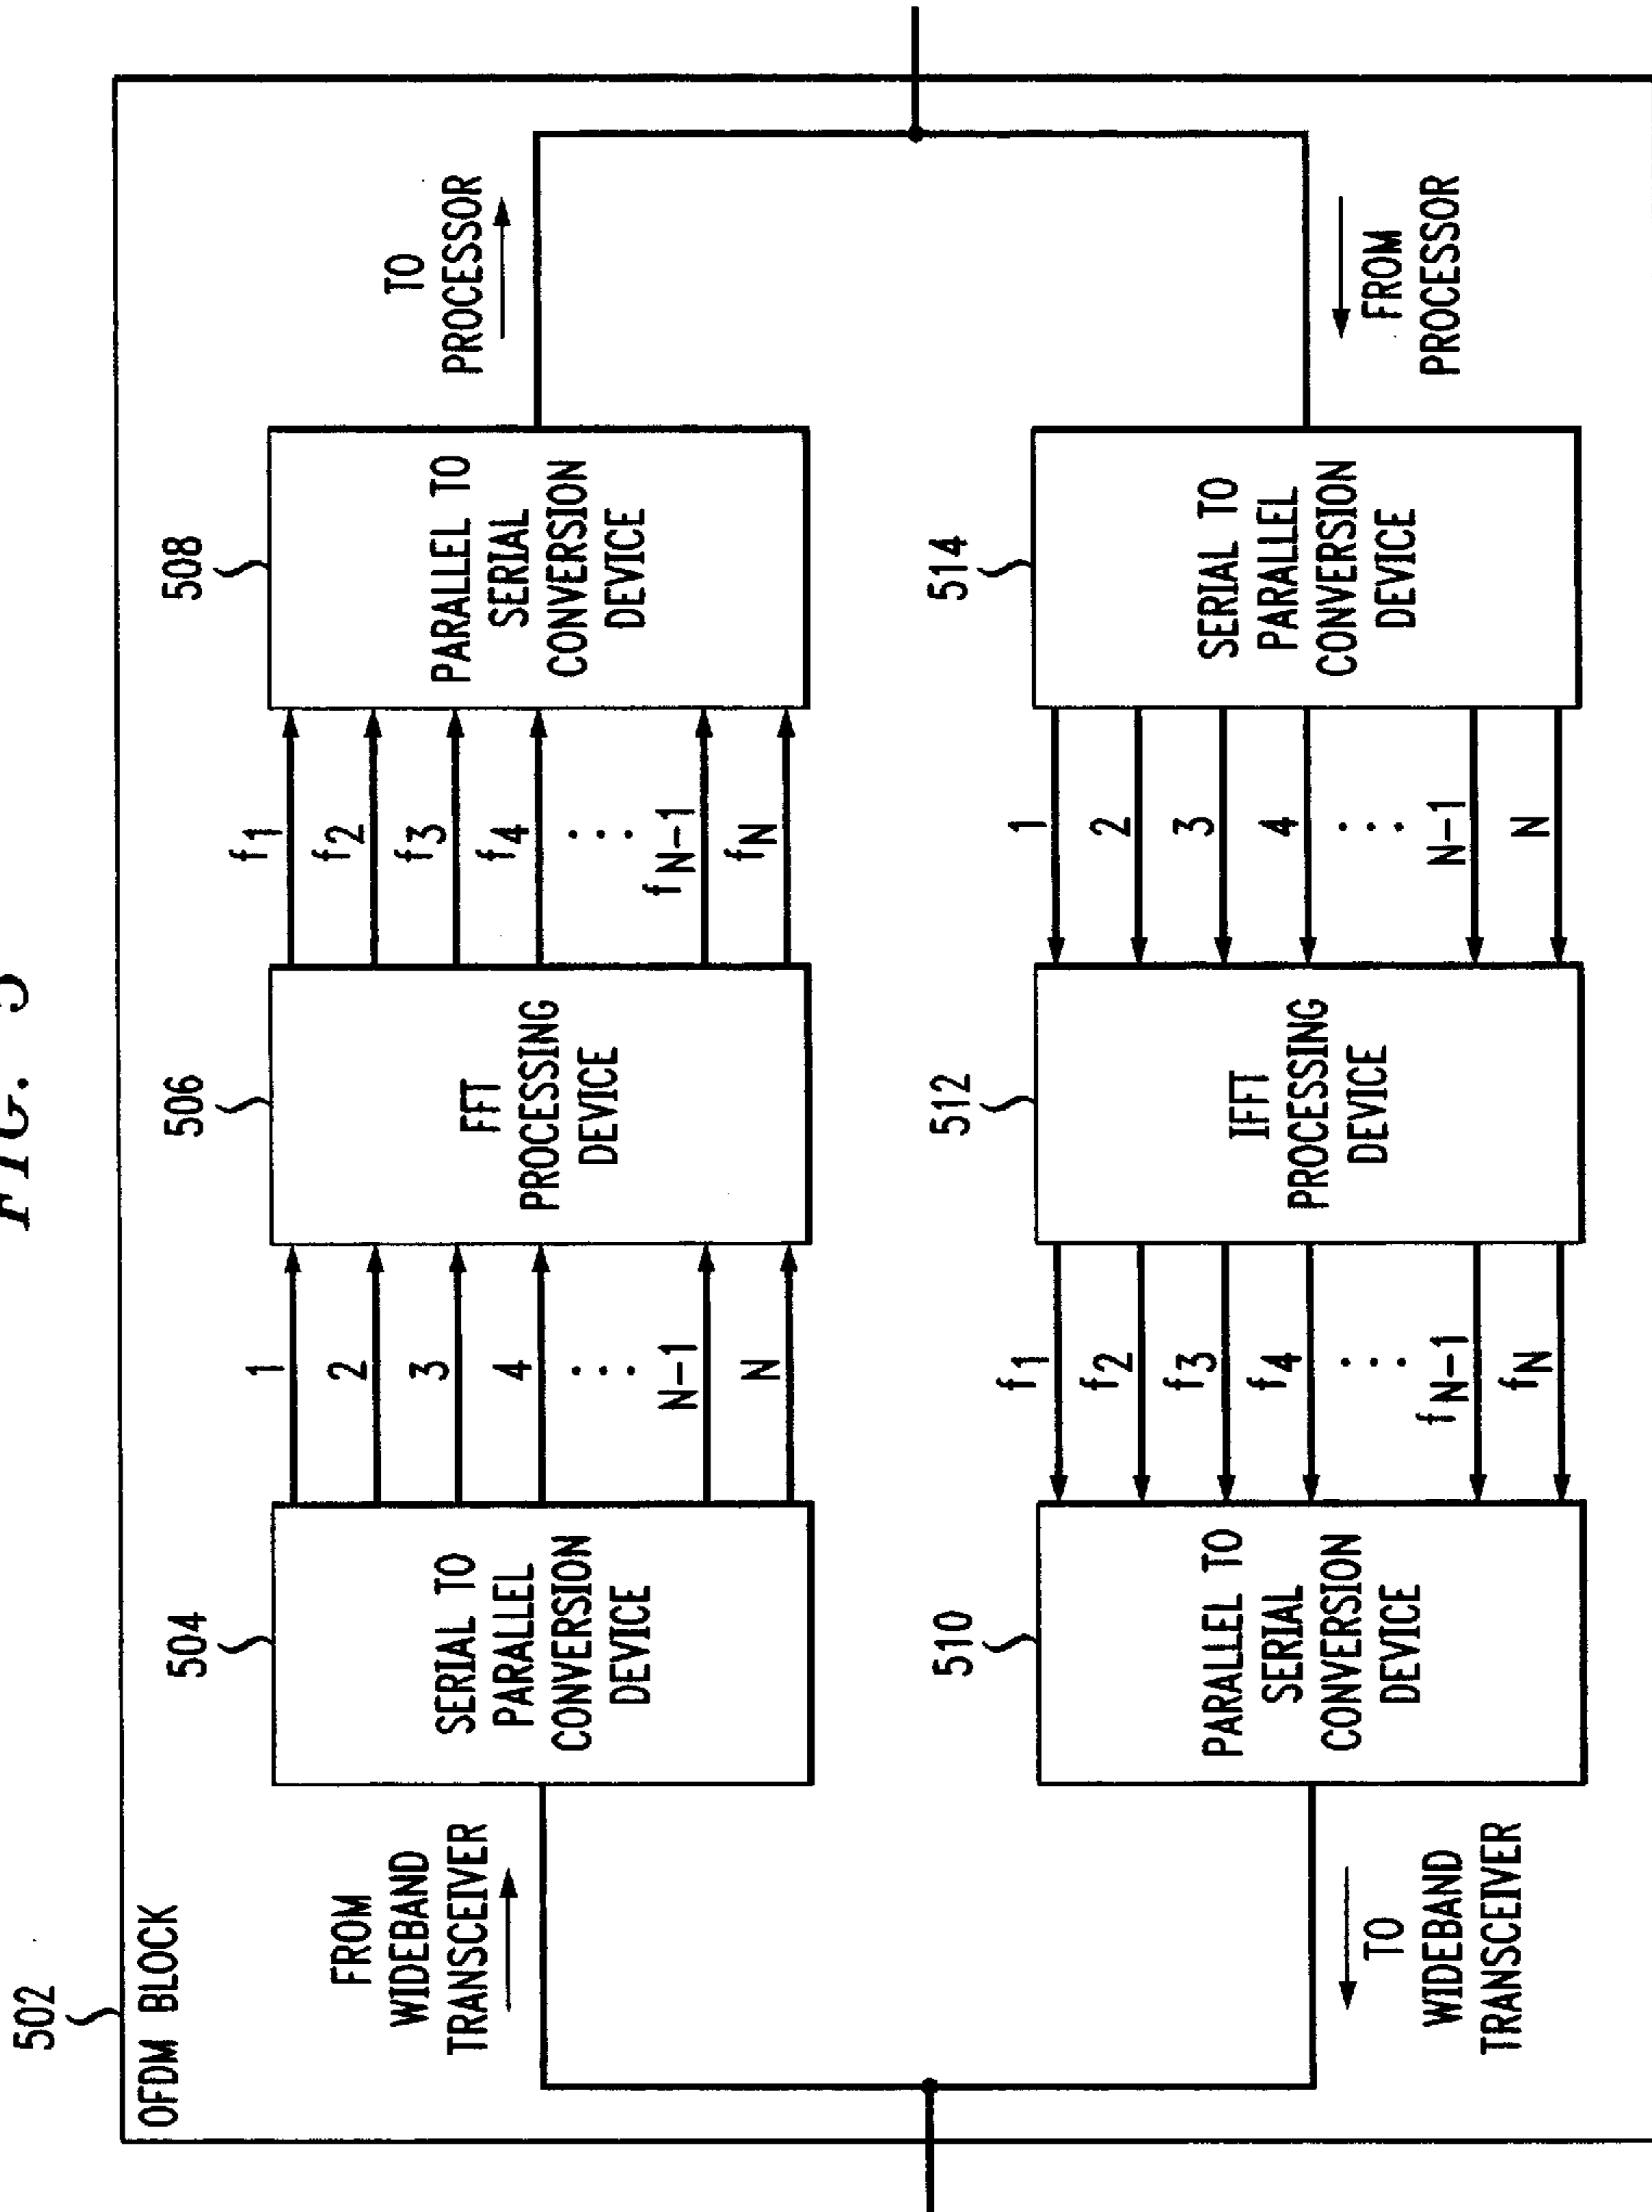 FIG. 5
502
OFDM BLOCK
FROM
WIDEBAND
TRANSCEIVER
504
SERIAL TO
PARALLEL
CONVERSION
DEVICE
1
2
3
4
...
N-1
N
506
FFT
PROCESSING
DEVICE
f1
f2
f3
f4
...
fN-1
fN
508
PARALLEL TO
SERIAL
CONVERSION
DEVICE
TO
PROCESSOR
TO
WIDEBAND
TRANSCEIVER
510
PARALLEL TO
SERIAL
CONVERSION
DEVICE
f1
f2
f3
f4
...
fN-1
fN
512
IFFT
PROCESSING
DEVICE
1
2
3
4
...
N-1
N
514
SERIAL TO
PARALLEL
CONVERSION
DEVICE
FROM
PROCESSOR